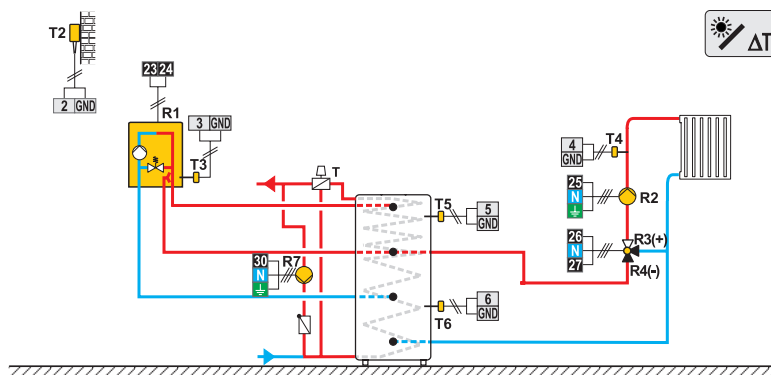 T2
2 GND
23 24
R1
3 GND
T3
T
T5
5
GND
T6
6
GND
30
N
R7
4
GND
T4
25
N
R2
26
N
27
R3(+)
R4(-)
ΔT